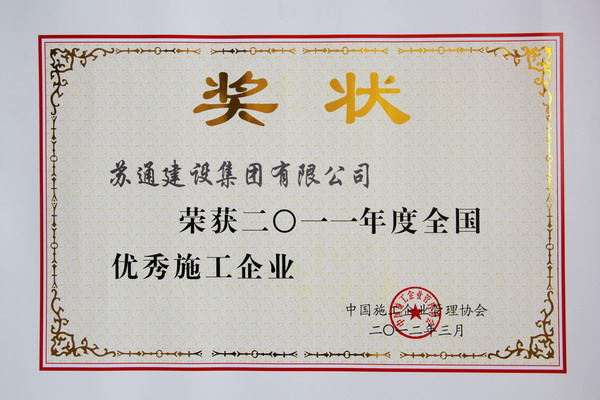 奖状
苏通建设集团有限公司
荣获二〇一一年度全国
优秀施工企业
中国施工企业管理协会
二〇一二年三月